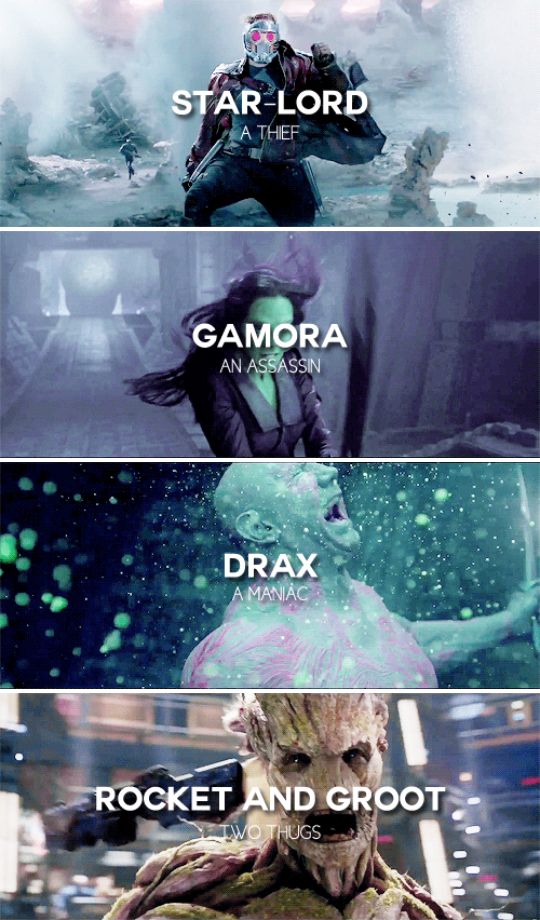 STAR-LORD
A THIEF
GAMORA
AN ASSASSIN
DRAX
A MANIAC
ROCKET AND GROOT
TWO THUGS